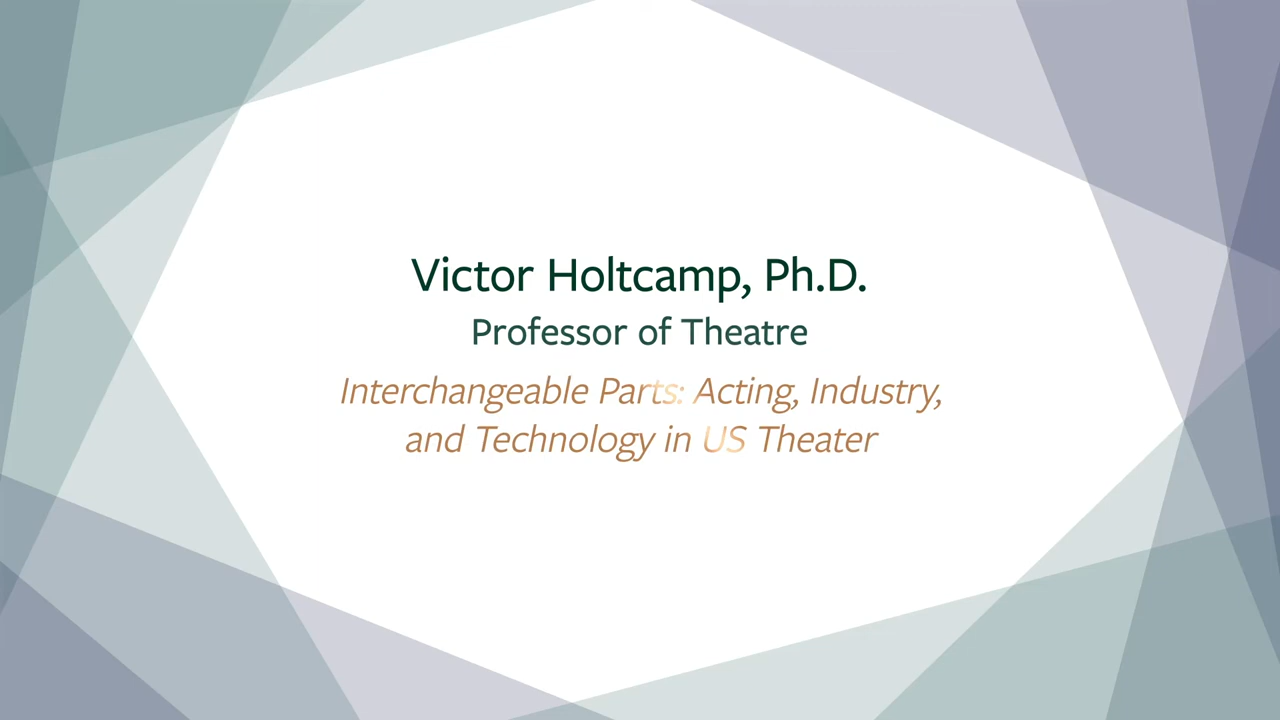 Victor Holtcamp, Ph.D.
Professor of Theatre
Interchangeable Parts: Acting, Industry,
and Technology in US Theater